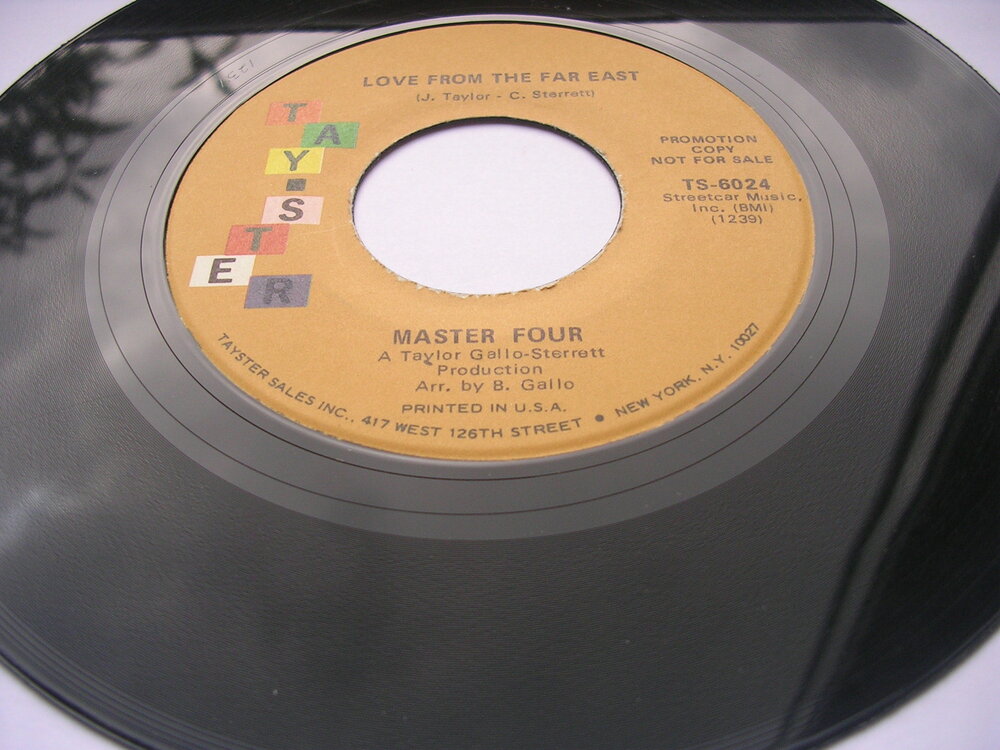 LOVE FROM THE FAR EAST
(J. Taylor - C. Sterrett)
TAY·STER
PROMOTION
COPY
NOT FOR SALE
TS-6024
Streetcar Music,
Inc. (BMI)
(1239)
MASTER FOUR
A Taylor Gallo-Sterrett
Production
Arr. by B. Gallo
PRINTED IN U.S.A.
TAYSTER SALES INC., 417 WEST 126TH STREET ● NEW YORK, N.Y. 10027